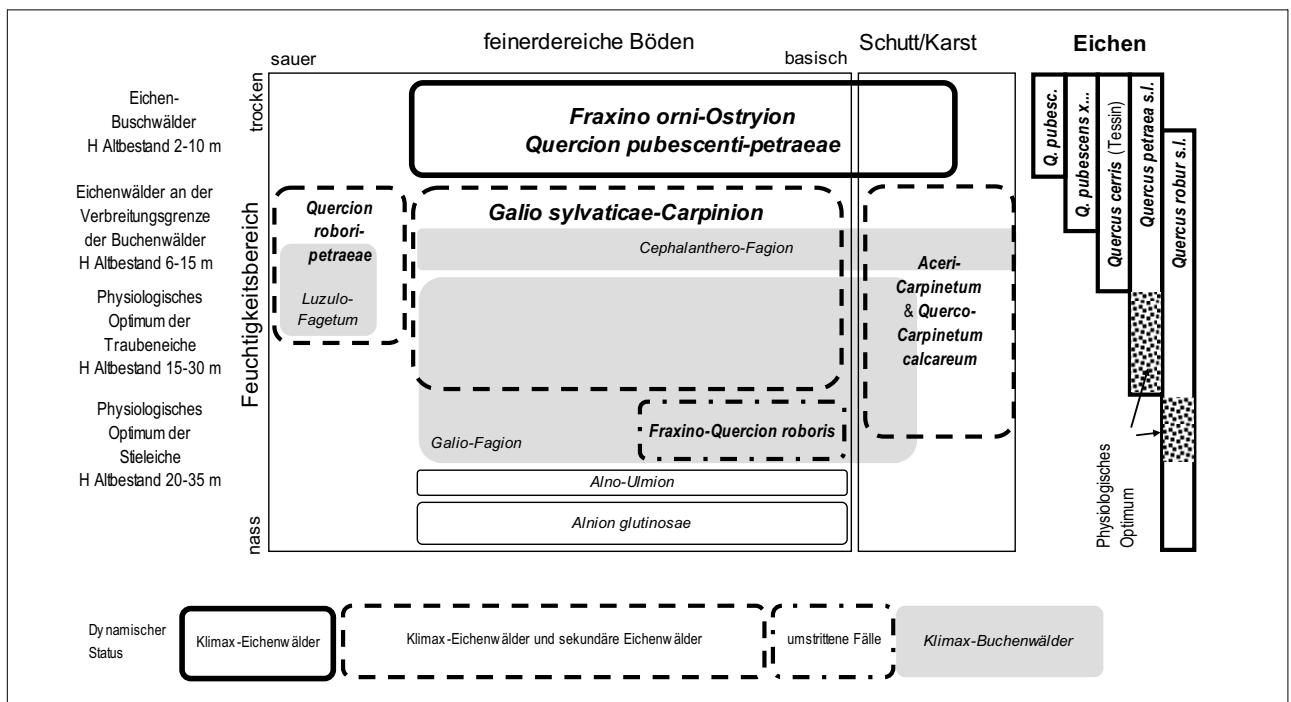 feinerdereiche Böden
Schutt/Karst
Eichen
sauer
basisch
trocken
Feuchtigkeitsbereich
nass
Eichen-
Buschwälder
H Altbestand 2-10 m
Eichenwälder an der
Verbreitungsgrenze
der Buchenwälder
H Altbestand 6-15 m
Physiologisches
Optimum der
Traubeneiche
H Altbestand 15-30 m
Physiologisches
Optimum der
Stieleiche
H Altbestand 20-35 m
Fraxino orni-Ostryion
Quercion pubescenti-petraeae
Quercion
robori-
petraeae
Luzulo-
Fagetum
Galio sylvaticae-Carpinion
Cephalanthero-Fagion
Aceri-
Carpinetum
& Querco-
Carpinetum
calcareum
Galio-Fagion
Fraxino-Quercion roboris
Alno-Ulmion
Alnion glutinosae
Q. pubesc.
Q. pubescens x...
Quercus cerris (Tessin)
Quercus petraea s.l.
Quercus robur s.l.
Physiologisches
Optimum
Dynamischer
Status
Klimax-Eichenwälder
Klimax-Eichenwälder und sekundäre Eichenwälder
umstrittene Fälle
Klimax-Buchenwälder